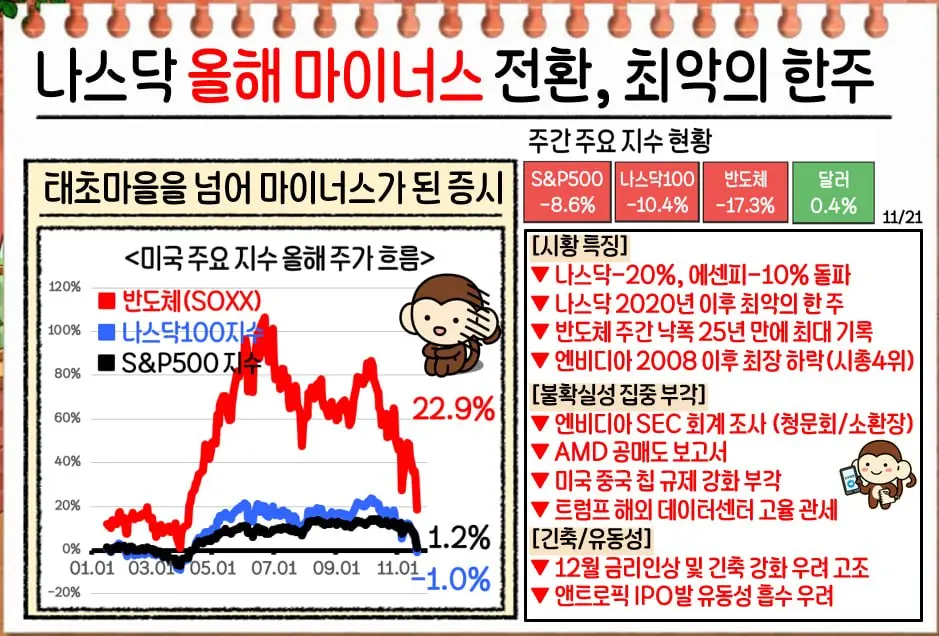 나스닥 올해 마이너스 전환, 최악의 한주
주간 주요 지수 현황
S&P500 나스닥100 반도체 달러
-8.6% -10.4% -17.3% 0.4%
11/21
태초마을을 넘어 마이너스가 된 증시
<미국 주요 지수 올해 주가 흐름>
120%
100%
80%
60%
40%
20%
0%
-20%
반도체(SOXX)
나스닥100지수
S&P500 지수
22.9%
1.2%
-1.0%
01.01 03.01 05.01 07.01 09.01 11.01
[시황 특징]
▼ 나스닥-20%, 에센피-10% 돌파
▼ 나스닥 2020년 이후 최악의 한 주
▼ 반도체 주간 낙폭 25년 만에 최대 기록
▼ 엔비디아 2008 이후 최장 하락(시총4위)
[불확실성 집중 부각]
▼ 엔비디아 SEC 회계 조사 (청문회/소환장)
▼ AMD 공매도 보고서
▼ 미국 중국 칩 규제 강화 부각
▼ 트럼프 해외 데이터센터 고율 관세
[긴축/유동성]
▼ 12월 금리인상 및 긴축 강화 우려 고조
▼ 앤트로픽 IPO발 유동성 흡수 우려